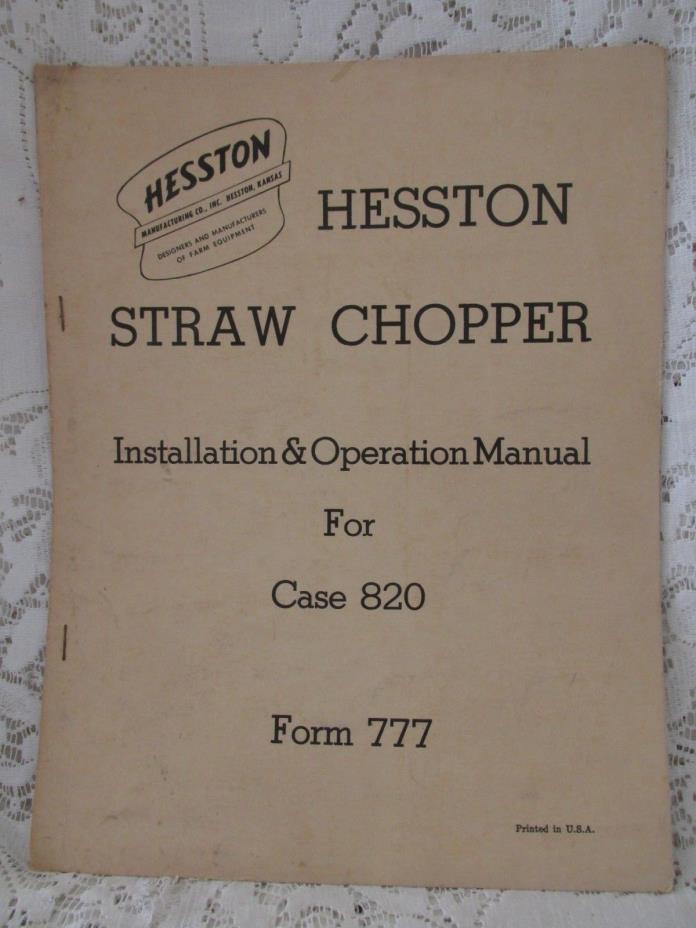 HESSTON
MANUFACTURING CO., INC. HESSTON, KANSAS
DESIGNERS AND MANUFACTURERS
OF FARM EQUIPMENT
HESSTON
STRAW CHOPPER
Installation & Operation Manual
For
Case 820
Form 777
Printed in U.S.A.